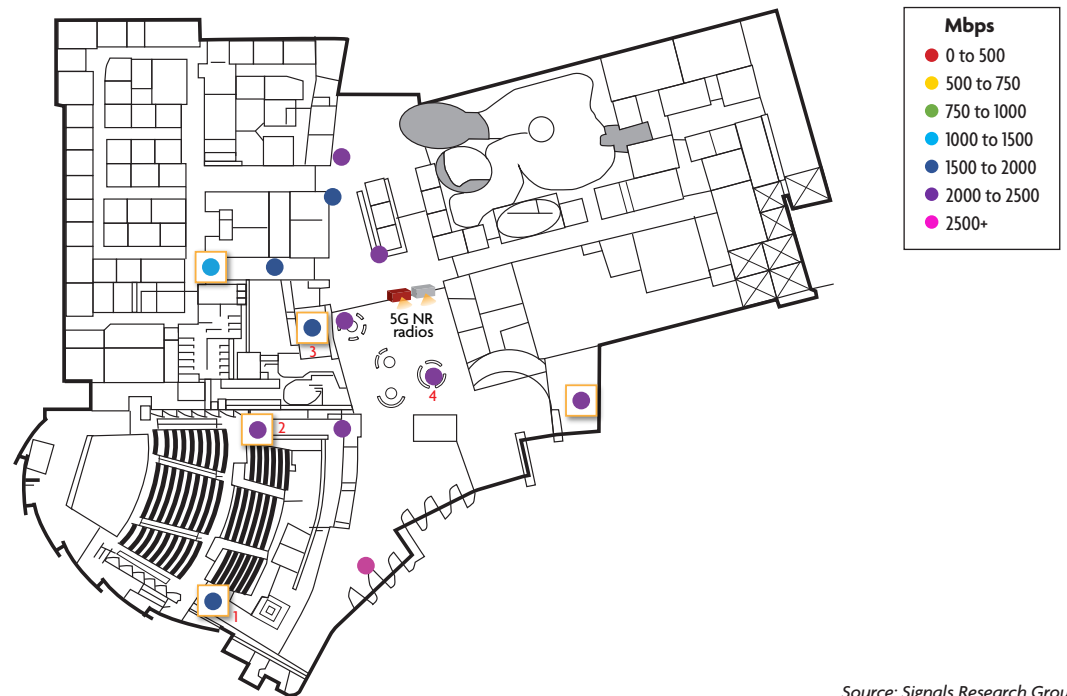 Mbps
0 to 500
500 to 750
750 to 1000
1000 to 1500
1500 to 2000
2000 to 2500
2500+
5G NR
radios
3
4
2
1
Source: Signals Research Grou